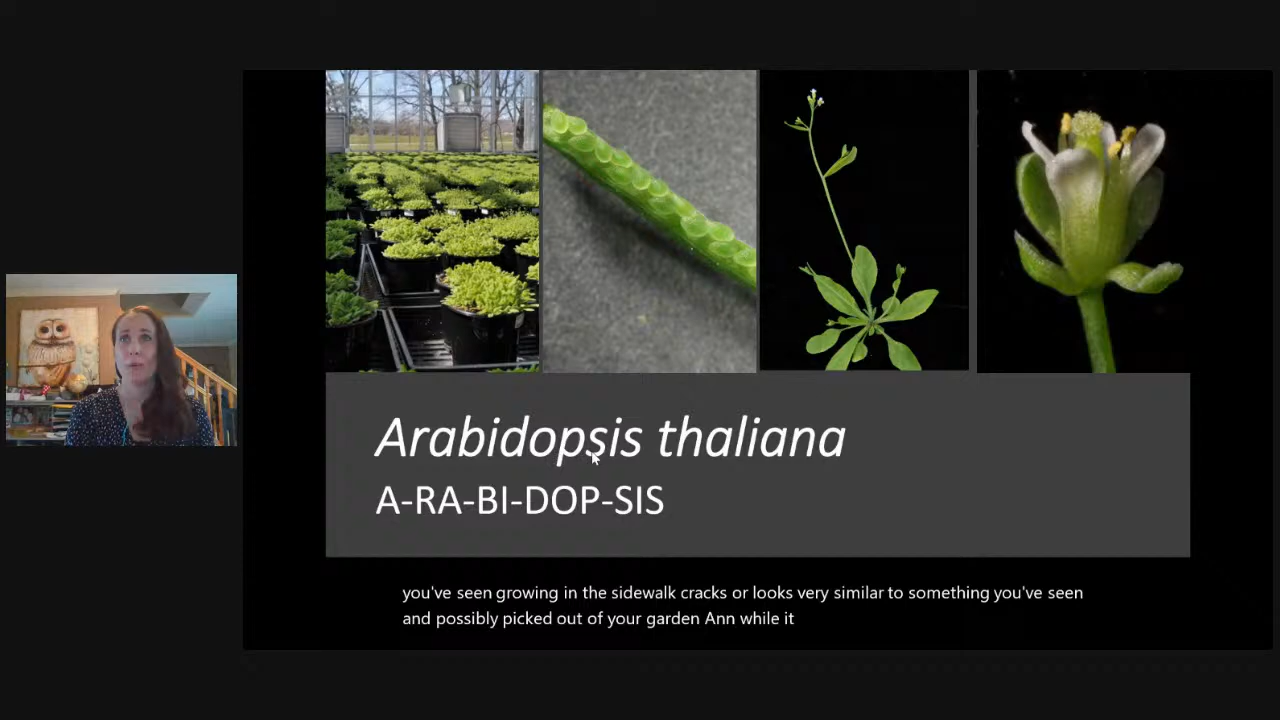 Arabidopsis thaliana
A-RA-BI-DOP-SIS
you've seen growing in the sidewalk cracks or looks very similar to something you've seen
and possibly picked out of your garden Ann while it